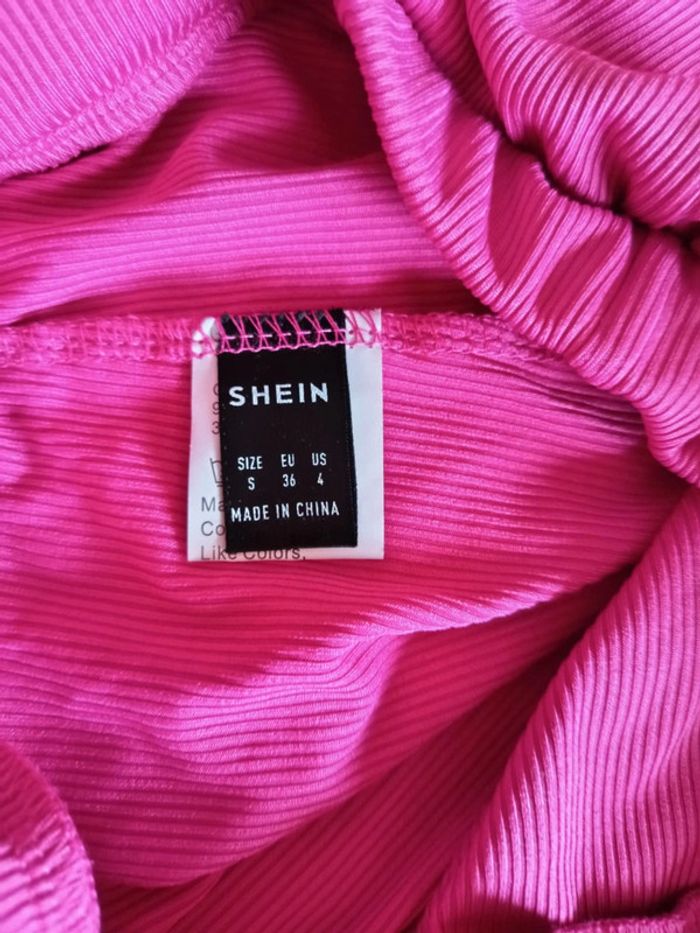 SHEIN
SIZE EU US
S 36 4
MADE IN CHINA
Like Colors,